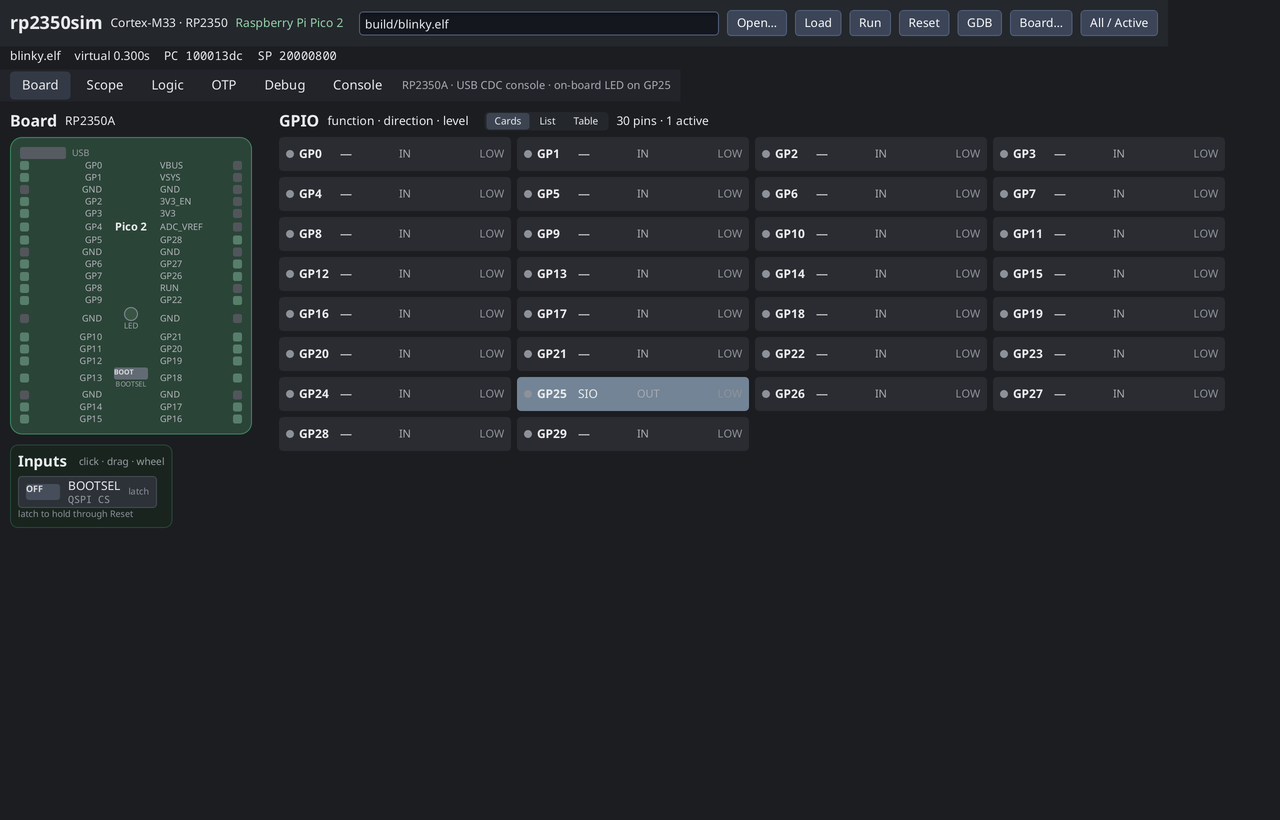 rp2350sim Cortex-M33 · RP2350 Raspberry Pi Pico 2 build/blinky.elf Open... Load Run Reset GDB Board... All / Active
blinky.elf virtual 0.300s PC 100013dc SP 20000800
Board Scope Logic OTP Debug Console RP2350A · USB CDC console · on-board LED on GP25
Board RP2350A
USB
GP0 VBUS
GP1 VSYS
GND GND
GP2 3V3_EN
GP3 3V3
GP4 Pico 2 ADC_VREF
GP5 GP28
GND GND
GP6 GP27
GP7 GP26
GP8 RUN
GP9 GP22
GND GND
LED
GP10 GP21
GP11 GP20
GP12 GP19
BOOT
GP13 GP18
BOOTSEL
GND GND
GP14 GP17
GP15 GP16
Inputs click · drag · wheel
OFF BOOTSEL latch
QSPI CS
latch to hold through Reset
GPIO function · direction · level Cards List Table 30 pins · 1 active
GP0 — IN LOW GP1 — IN LOW GP2 — IN LOW GP3 — IN LOW
GP4 — IN LOW GP5 — IN LOW GP6 — IN LOW GP7 — IN LOW
GP8 — IN LOW GP9 — IN LOW GP10 — IN LOW GP11 — IN LOW
GP12 — IN LOW GP13 — IN LOW GP14 — IN LOW GP15 — IN LOW
GP16 — IN LOW GP17 — IN LOW GP18 — IN LOW GP19 — IN LOW
GP20 — IN LOW GP21 — IN LOW GP22 — IN LOW GP23 — IN LOW
GP24 — IN LOW GP25 SIO OUT LOW GP26 — IN LOW GP27 — IN LOW
GP28 — IN LOW GP29 — IN LOW